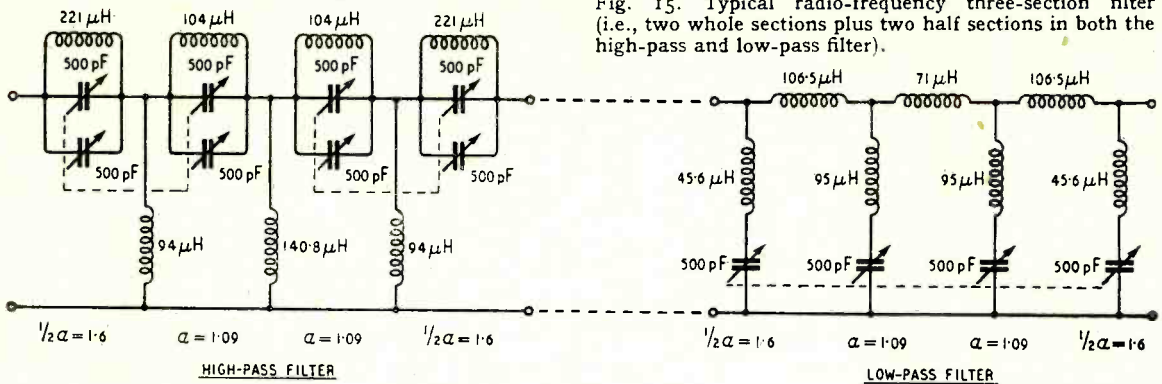 Fig. 15. Typical radio-frequency three-section filter
(i.e., two whole sections plus two half sections in both the
high-pass and low-pass filter).
221 μH 104 μH 104 μH 221 μH
500 pF 500 pF 500 pF 500 pF
500 pF 500 pF 500 pF 500 pF
94 μH 140·8 μH 94 μH
½a = 1·6 a = 1·09 a = 1·09 ½a = 1·6
HIGH-PASS FILTER
106·5 μH 71 μH 106·5 μH
45·6 μH 95 μH 95 μH 45·6 μH
500 pF 500 pF 500 pF 500 pF
½a = 1·6 a = 1·09 a = 1·09 ½a = 1·6
LOW-PASS FILTER